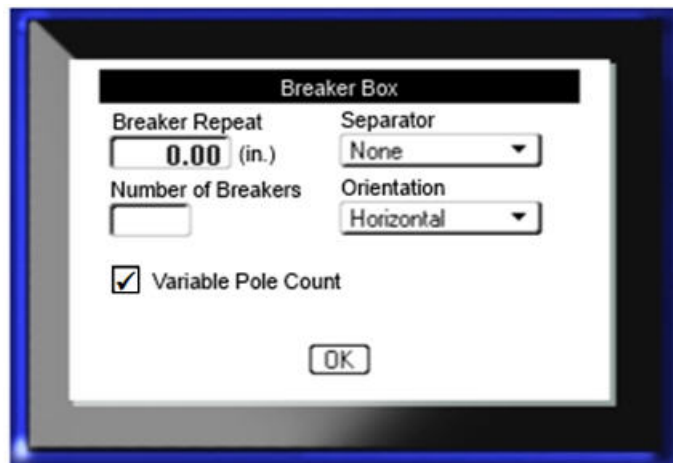 Breaker Box
Breaker Repeat
0.00 (in.)
Separator
None
Number of Breakers
Orientation
Horizontal
Variable Pole Count
OK